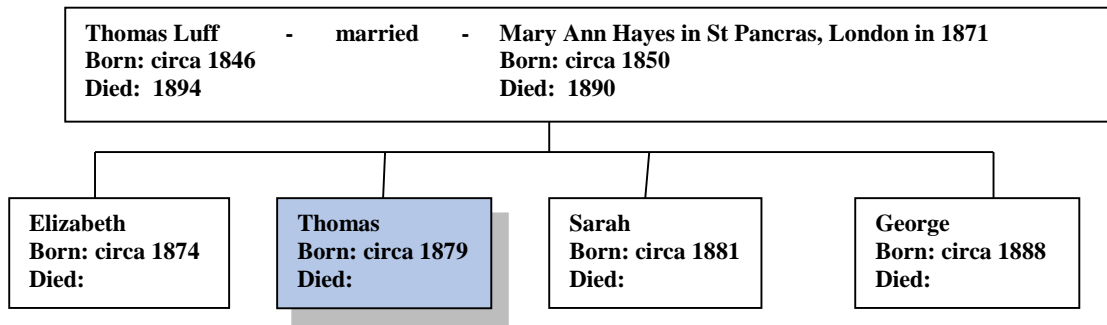 Thomas Luff - married - Mary Ann Hayes in St Pancras, London in 1871
Born: circa 1846 Born: circa 1850
Died: 1894 Died: 1890
Elizabeth
Born: circa 1874
Died:
Thomas
Born: circa 1879
Died:
Sarah
Born: circa 1881
Died:
George
Born: circa 1888
Died: